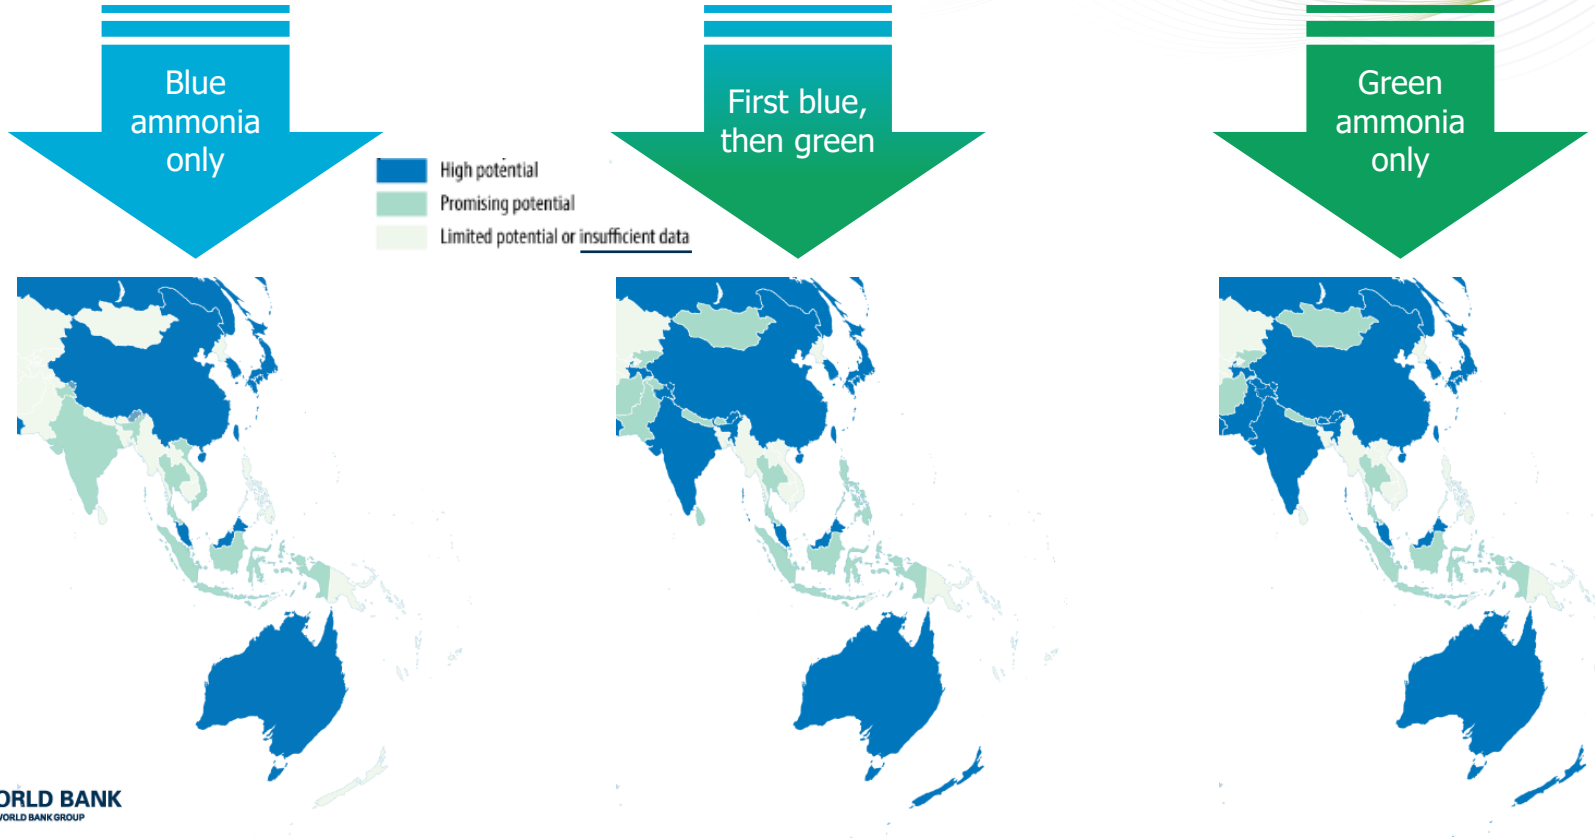 Blue
ammonia
only
First blue,
then green
Green
ammonia
only
High potential
Promising potential
Limited potential or insufficient data
ORLD BANK
WORLD BANK GROUP